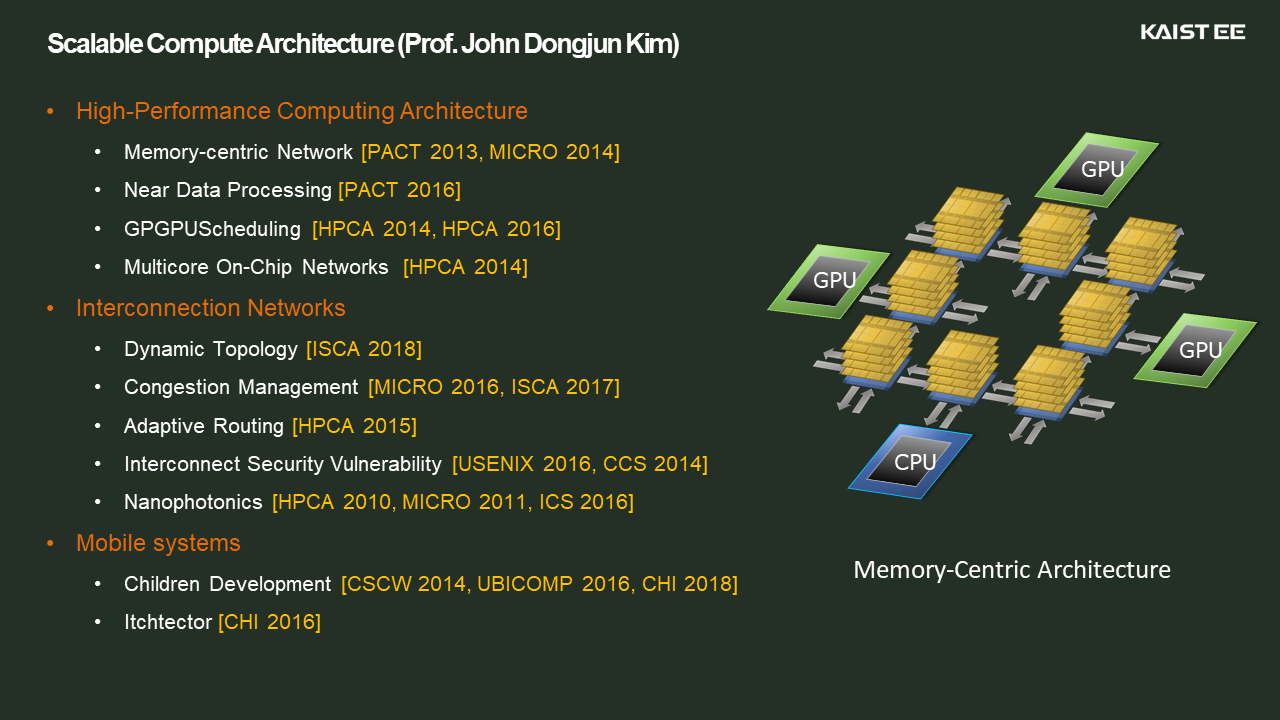 Scalable Compute Architecture (Prof. John Dongjun Kim)
KAIST EE
• High-Performance Computing Architecture
• Memory-centric Network [PACT 2013, MICRO 2014]
• Near Data Processing [PACT 2016]
• GPGPUScheduling [HPCA 2014, HPCA 2016]
• Multicore On-Chip Networks [HPCA 2014]
• Interconnection Networks
• Dynamic Topology [ISCA 2018]
• Congestion Management [MICRO 2016, ISCA 2017]
• Adaptive Routing [HPCA 2015]
• Interconnect Security Vulnerability [USENIX 2016, CCS 2014]
• Nanophotonics [HPCA 2010, MICRO 2011, ICS 2016]
• Mobile systems
• Children Development [CSCW 2014, UBICOMP 2016, CHI 2018]
• Itchtector [CHI 2016]
GPU
GPU
GPU
CPU
Memory-Centric Architecture